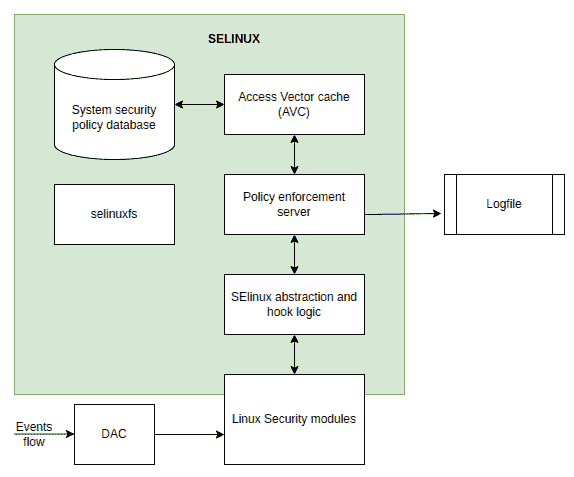 SELINUX
System security
policy database
Access Vector cache
(AVC)
selinuxfs
Policy enforcement
server
Logfile
SElinux abstraction and
hook logic
Linux Security modules
Events
flow
DAC